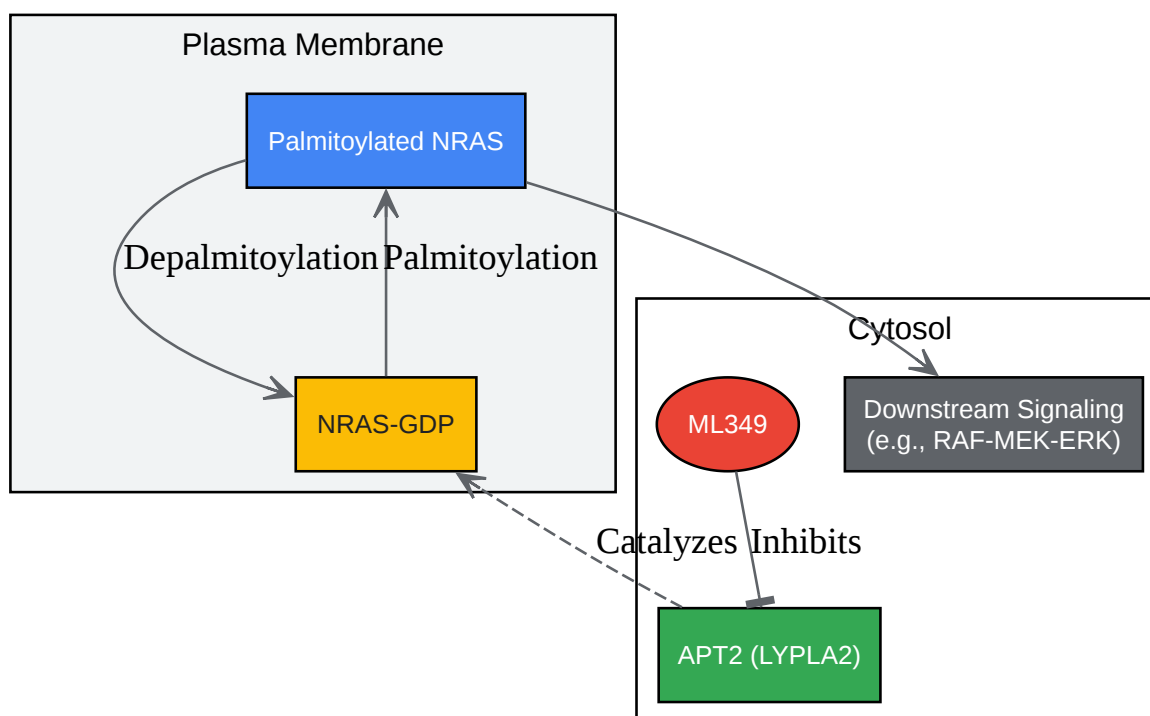 Plasma Membrane
Palmitoylated NRAS
Depalmitoylation
Palmitoylation
NRAS-GDP
Cytosol
ML349
Downstream Signaling
(e.g., RAF-MEK-ERK)
Catalyzes
Inhibits
APT2 (LYPLA2)